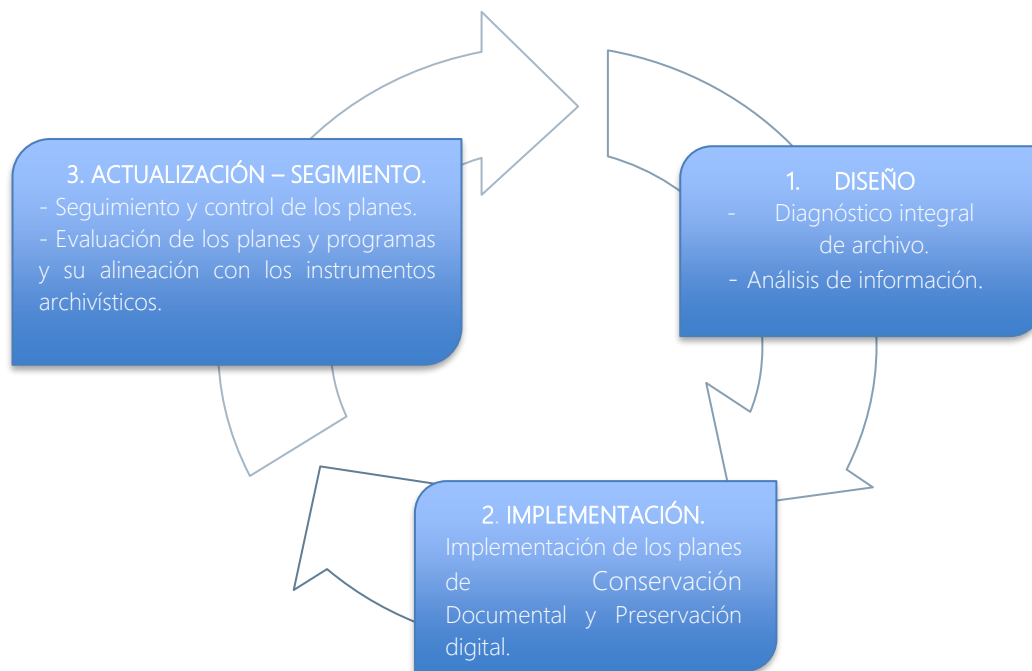 1. DISEÑO
- Diagnóstico integral
de archivo.
- Análisis de información.
2. IMPLEMENTACIÓN.
Implementación de los planes
de Conservación
Documental y Preservación
digital.
3. ACTUALIZACIÓN – SEGIMIENTO.
- Seguimiento y control de los planes.
- Evaluación de los planes y programas
y su alineación con los instrumentos
archivísticos.